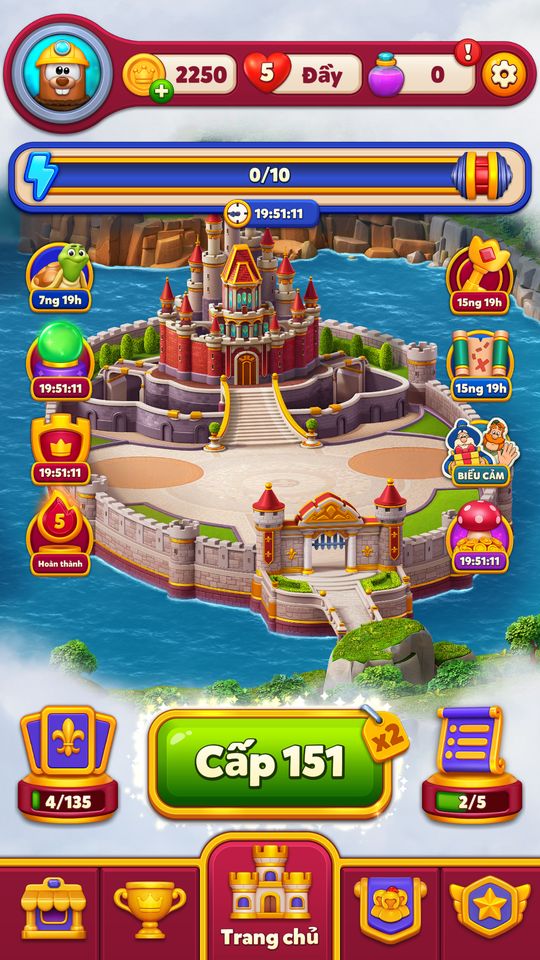 2250
5
Đầy
0
!
0/10
19:51:11
7ng 19h
15ng 19h
19:51:11
15ng 19h
19:51:11
BIỂU CẢM
5
Hoàn thành
19:51:11
Cấp 151
x2
4/135
2/5
Trang chủ